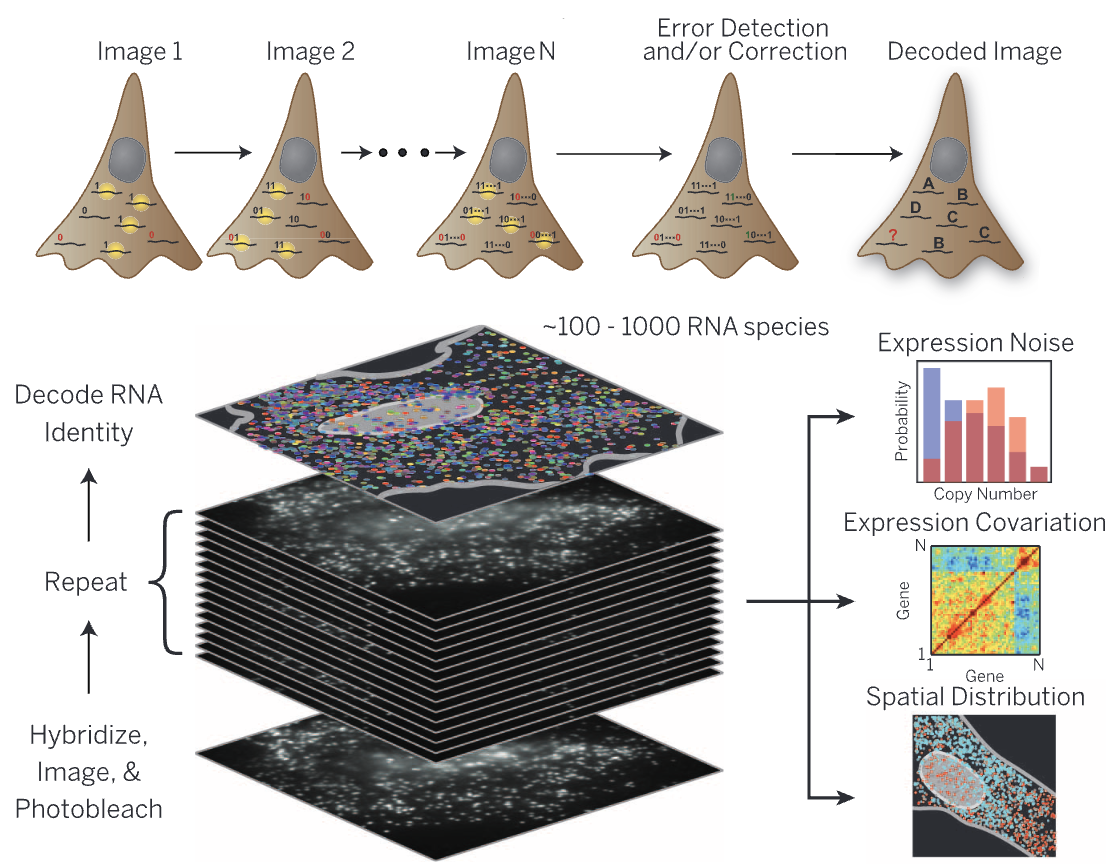 Image 1
Image 2
Image N
Error Detection
and/or Correction
Decoded Image
1
1
0
1
0
0
1
11
10
01
10
01
00
11
11···1
10···0
01···1
10···1
01···0
00···1
11···0
11···1
11···0
01···1
10···1
01···0
10···1
11···0
A
B
D
C
?
B
C
~100 - 1000 RNA species
Decode RNA
Identity
Repeat
Hybridize,
Image, &
Photobleach
Expression Noise
Probability
Copy Number
Expression Covariation
N
Gene
1
1
N
Gene
Spatial Distribution